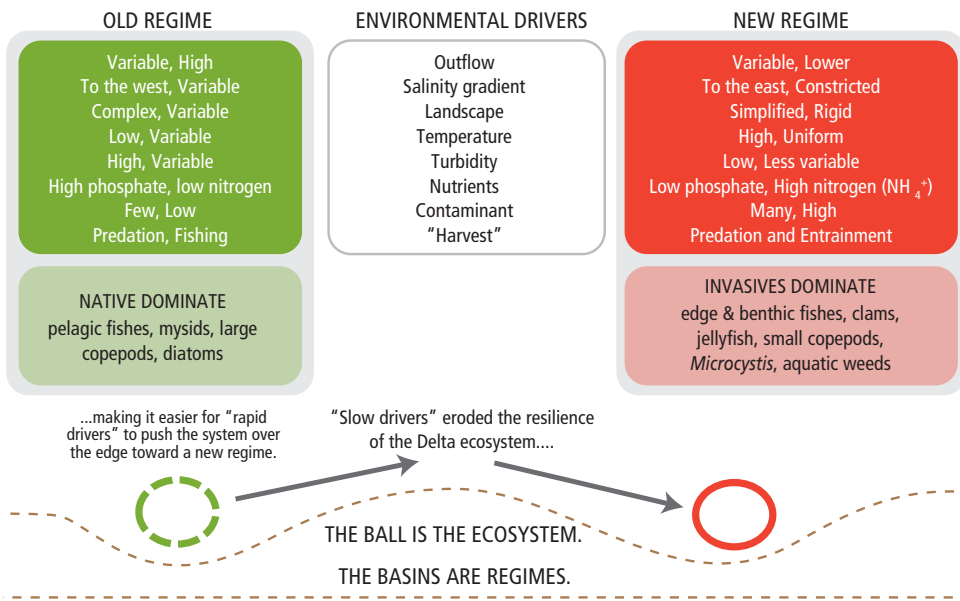 OLD REGIME
Variable, High
To the west, Variable
Complex, Variable
Low, Variable
High, Variable
High phosphate, low nitrogen
Few, Low
Predation, Fishing
NATIVE DOMINATE
pelagic fishes, mysids, large
copepods, diatoms
ENVIRONMENTAL DRIVERS
Outflow
Salinity gradient
Landscape
Temperature
Turbidity
Nutrients
Contaminant
“Harvest”
NEW REGIME
Variable, Lower
To the east, Constricted
Simplified, Rigid
High, Uniform
Low, Less variable
Low phosphate, High nitrogen (NH₄⁺)
Many, High
Predation and Entrainment
INVASIVES DOMINATE
edge & benthic fishes, clams,
jellyfish, small copepods,
Microcystis, aquatic weeds
...making it easier for “rapid
drivers” to push the system over
the edge toward a new regime.
“Slow drivers” eroded the resilience
of the Delta ecosystem....
THE BALL IS THE ECOSYSTEM.
THE BASINS ARE REGIMES.